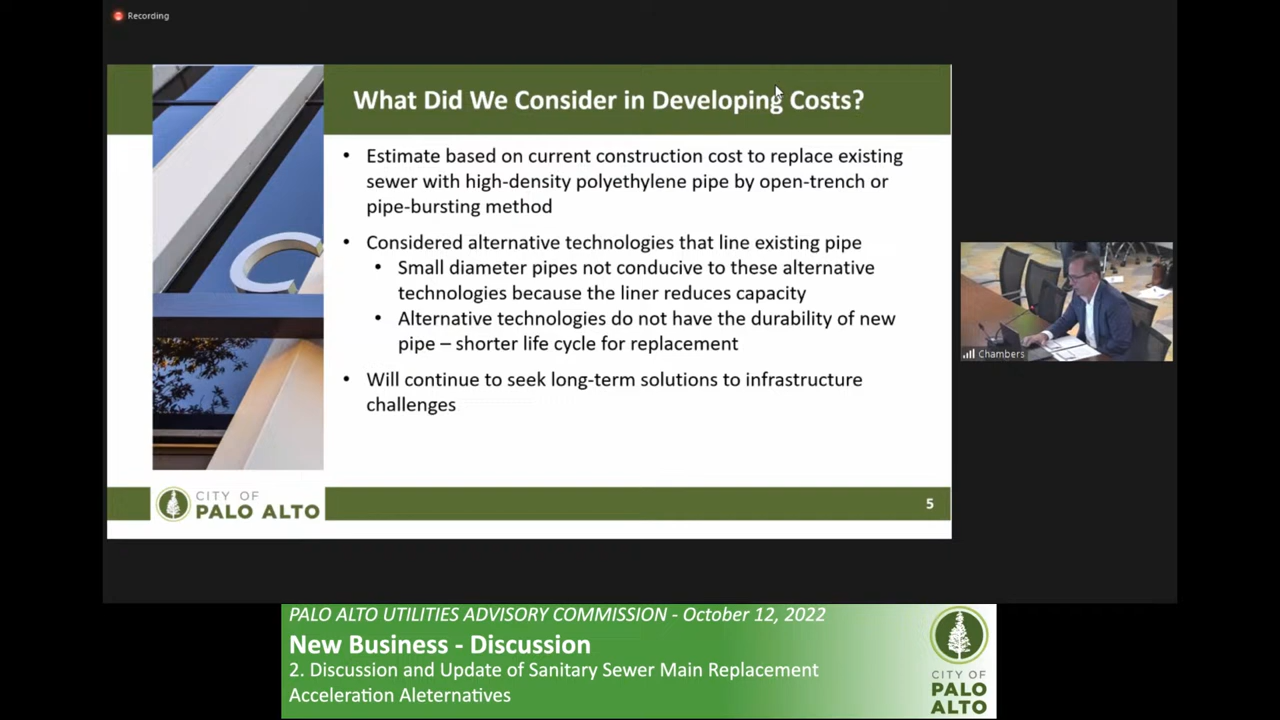 Recording
What Did We Consider in Developing Costs?
• Estimate based on current construction cost to replace existing
sewer with high-density polyethylene pipe by open-trench or
pipe-bursting method
• Considered alternative technologies that line existing pipe
• Small diameter pipes not conducive to these alternative
technologies because the liner reduces capacity
• Alternative technologies do not have the durability of new
pipe – shorter life cycle for replacement
• Will continue to seek long-term solutions to infrastructure
challenges
CITY OF
PALO ALTO
5
Chambers
PALO ALTO UTILITIES ADVISORY COMMISSION - October 12, 2022
New Business - Discussion
2. Discussion and Update of Sanitary Sewer Main Replacement
Acceleration Aleternatives
CITY OF
PALO
ALTO